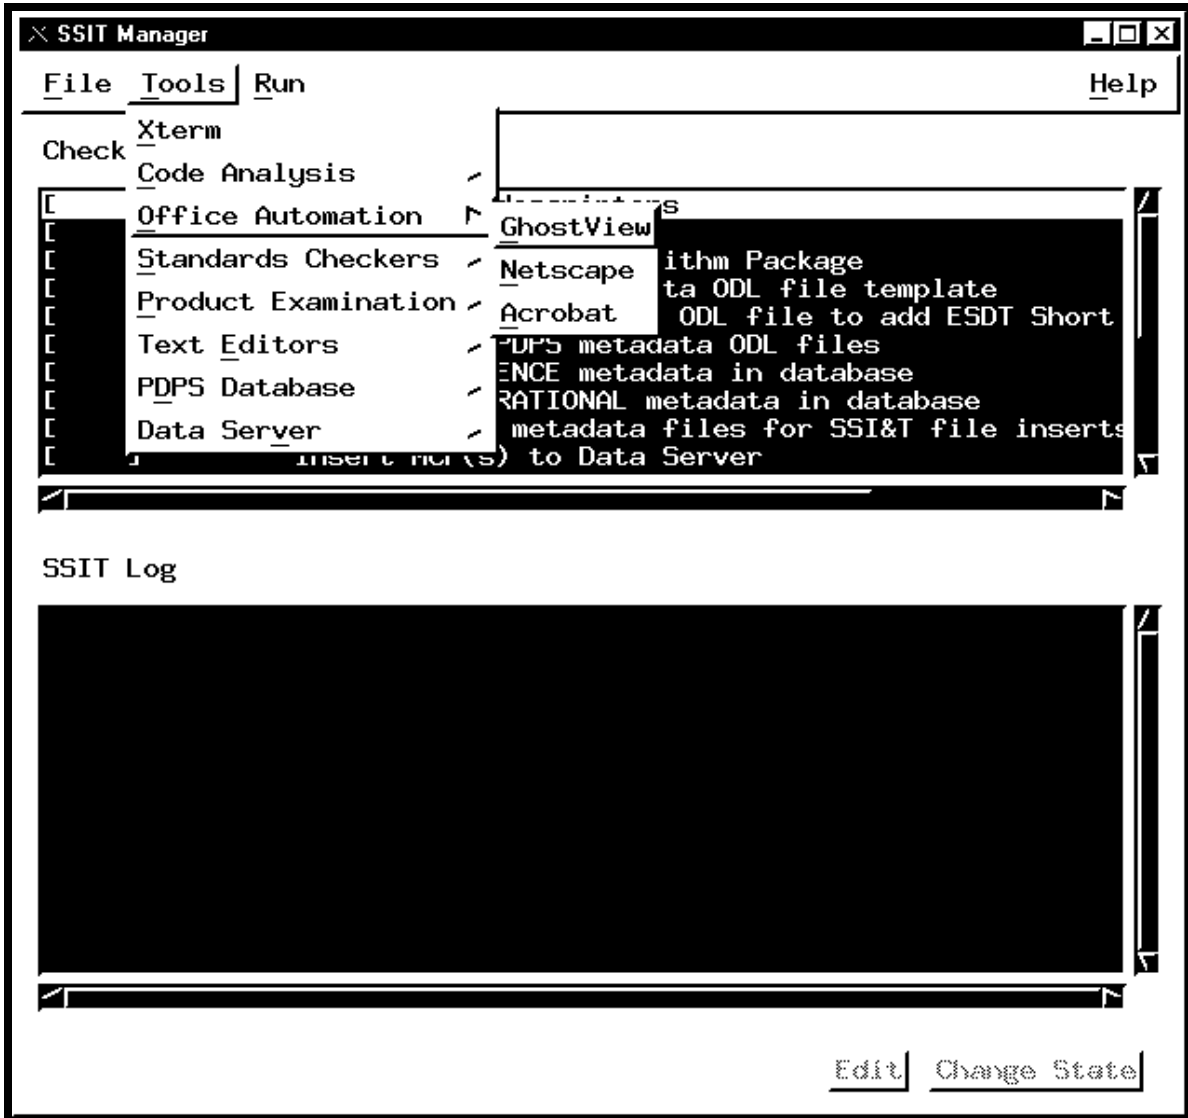 SSIT Manager
File Tools Run Help
Xterm
Check
Code Analysis
Office Automation
GhostView
Standards Checkers
ithm Package
Netscape
ta ODL file template
Product Examination
Acrobat
ODL file to add ESDT Short
Text Editors
PDPS metadata ODL files
ENCE metadata in database
PDPS Database
RATIONAL metadata in database
Data Server
metadata files for SSI&T file inserts
Insert MCF(s) to Data Server
SSIT Log
Edit Change State